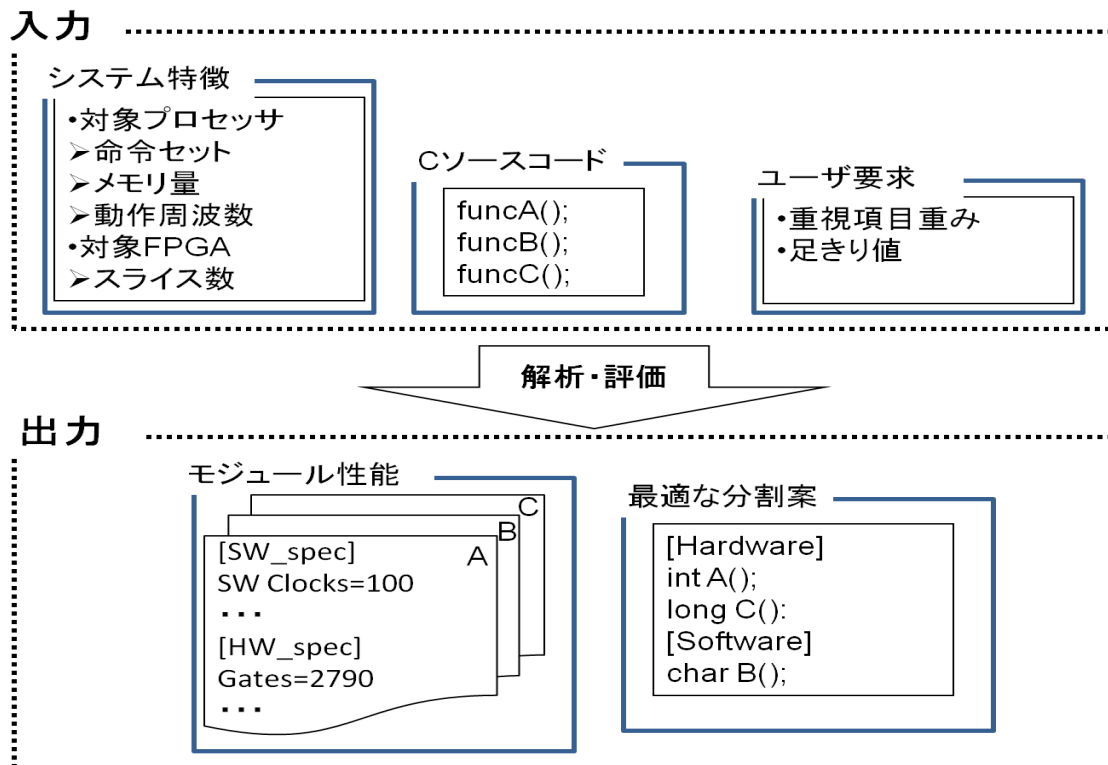 入力
システム特徴
•対象プロセッサ
➢命令セット
➢メモリ量
➢動作周波数
•対象FPGA
➢スライス数
Cソースコード
funcA();
funcB();
funcC();
ユーザ要求
•重視項目重み
•足きり値
解析・評価
出力
モジュール性能
C
B
A
[SW_spec]
SW Clocks=100
・・・
[HW_spec]
Gates=2790
・・・
最適な分割案
[Hardware]
int A();
long C():
[Software]
char B();